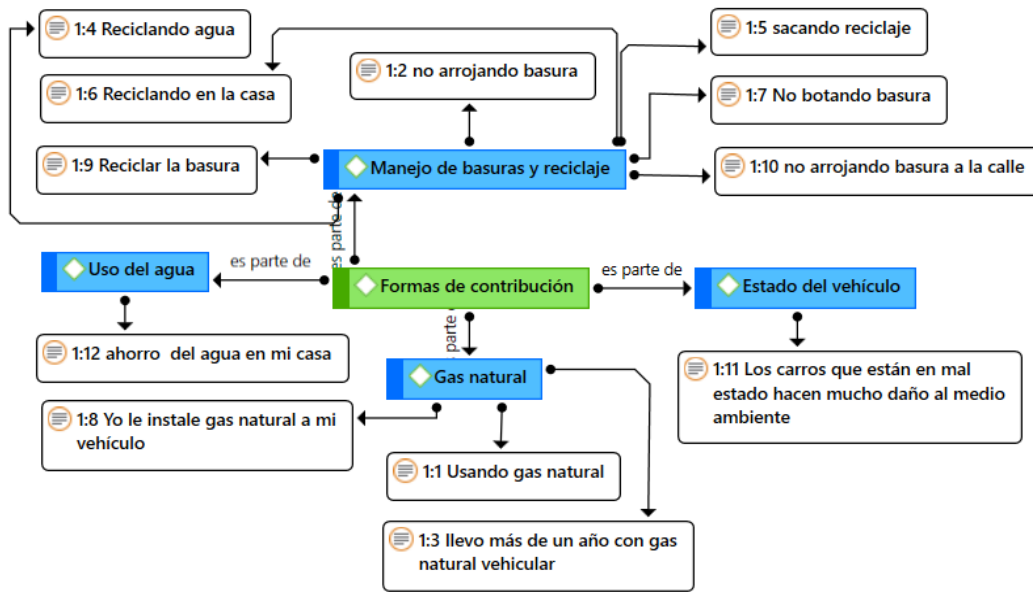 1:4 Reciclando agua
1:5 sacando reciclaje
1:2 no arrojando basura
1:6 Reciclando en la casa
1:7 No botando basura
1:9 Reciclar la basura
Manejo de basuras y reciclaje
1:10 no arrojando basura a la calle
es parte de
Uso del agua
es parte de
Formas de contribución
es parte de
Estado del vehículo
parte
1:12 ahorro del agua en mi casa
Gas natural
1:11 Los carros que están en mal
estado hacen mucho daño al medio
ambiente
1:8 Yo le instale gas natural a mi
vehículo
1:1 Usando gas natural
1:3 llevo más de un año con gas
natural vehicular